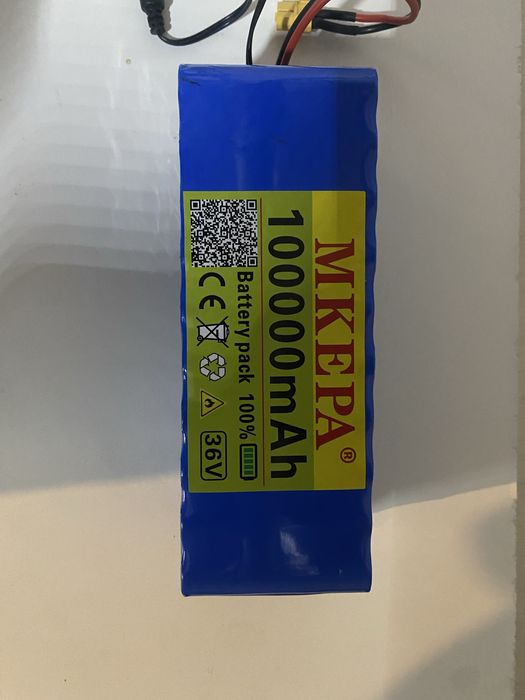 MKEPA®
100000mAh
Battery pack 100%
CE 36V